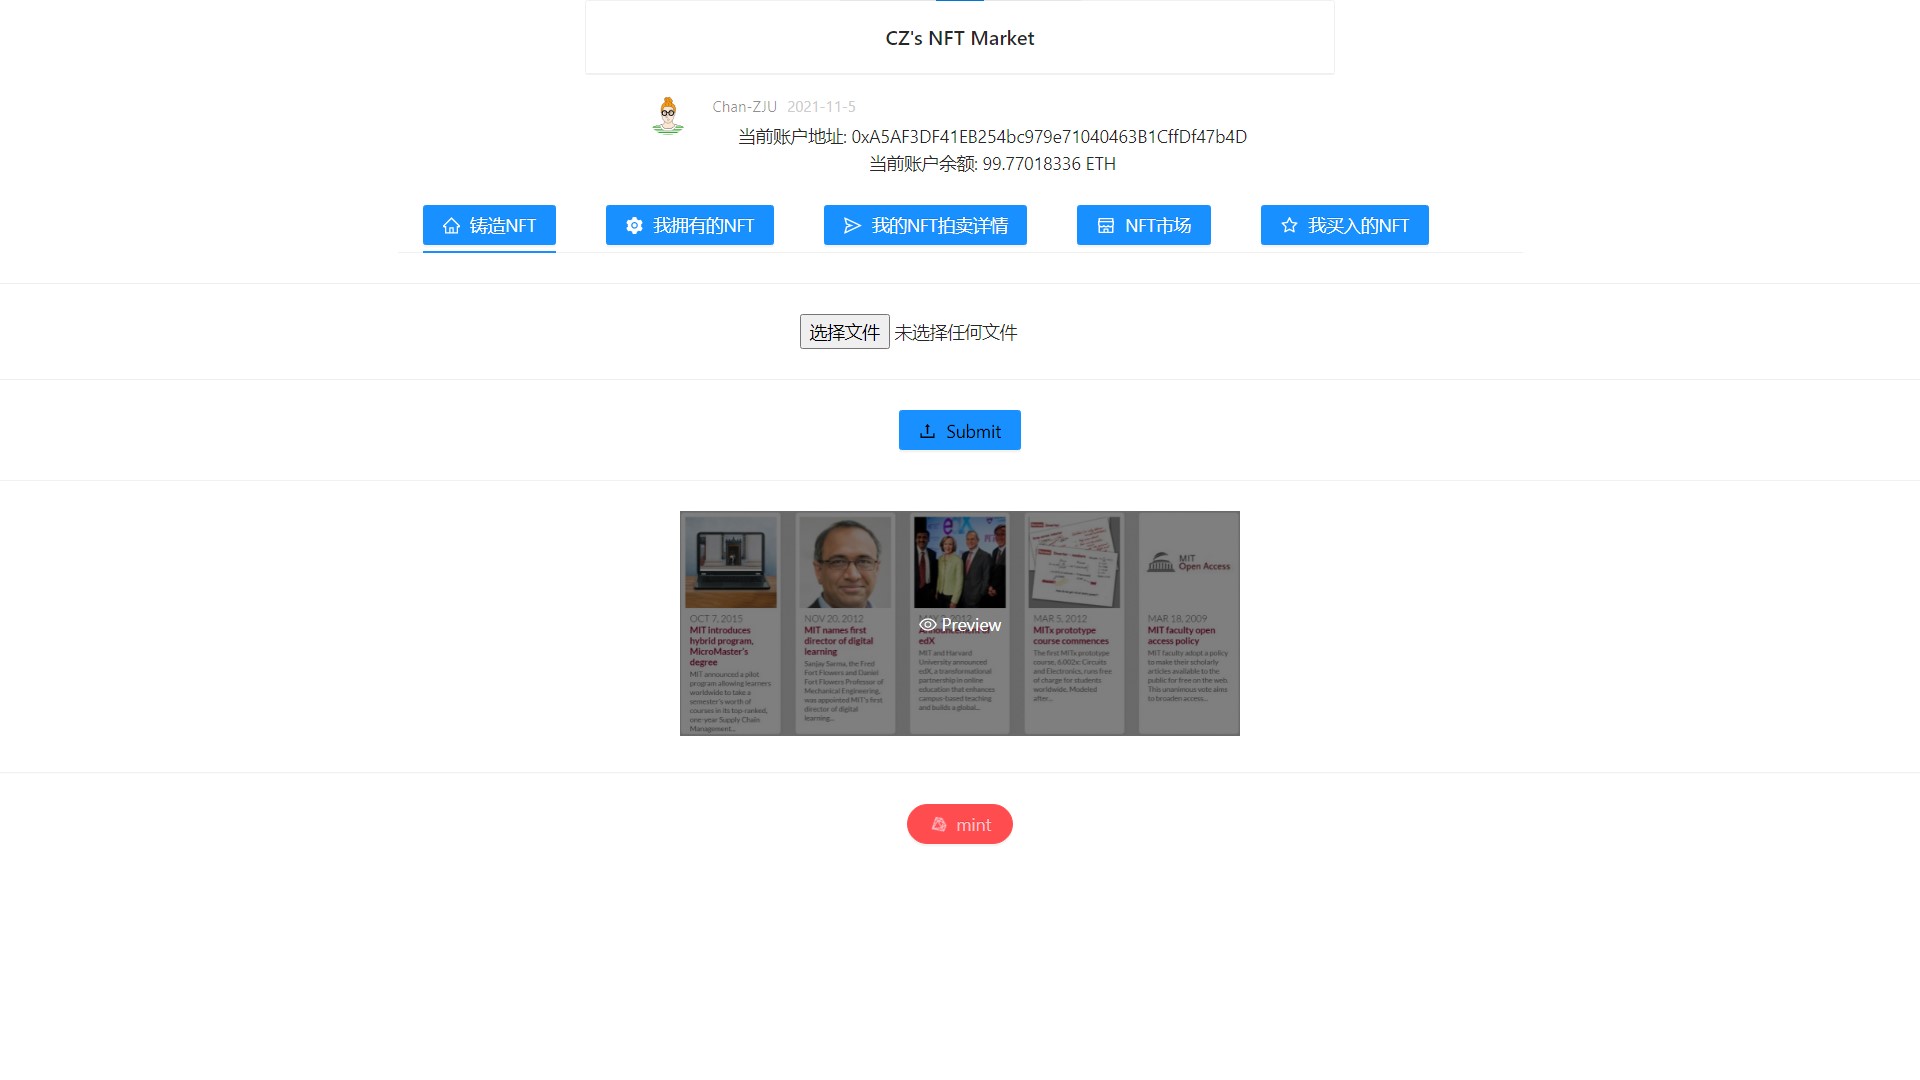 CZ's NFT Market
Chan-ZJU 2021-11-5
当前账户地址: 0xA5AF3DF41EB254bc979e71040463B1CffDf47b4D
当前账户余额: 99.77018336 ETH
铸造NFT
我拥有的NFT
我的NFT拍卖详情
NFT市场
我买入的NFT
选择文件 未选择任何文件
Submit
Preview
OCT 7, 2015
MIT introduces
hybrid program,
MicroMaster's
degree
MIT announced a pilot
program allowing learners
worldwide to take a
semester's worth of
courses in its top-ranked,
one-year Supply Chain
Management...
NOV 20, 2012
MIT names first
director of digital
learning
Sanjay Sarma, the Fred
Fort Flowers and Daniel
Fort Flowers Professor of
Mechanical Engineering,
was appointed MIT's first
director of digital
learning...
edX
MIT and Harvard
University announced
edX, a transformational
partnership in online
education that enhances
campus-based teaching
and builds a global...
MAR 5, 2012
MITx prototype
course commences
The first MITx prototype
course, 6.002x: Circuits
and Electronics, runs free
of charge for students
worldwide. Modeled
after...
MIT
Open Access
MAR 18, 2009
MIT faculty open
access policy
MIT faculty adopt a policy
to make their scholarly
articles available to the
public for free on the web.
This unanimous vote aims
to broaden access...
mint